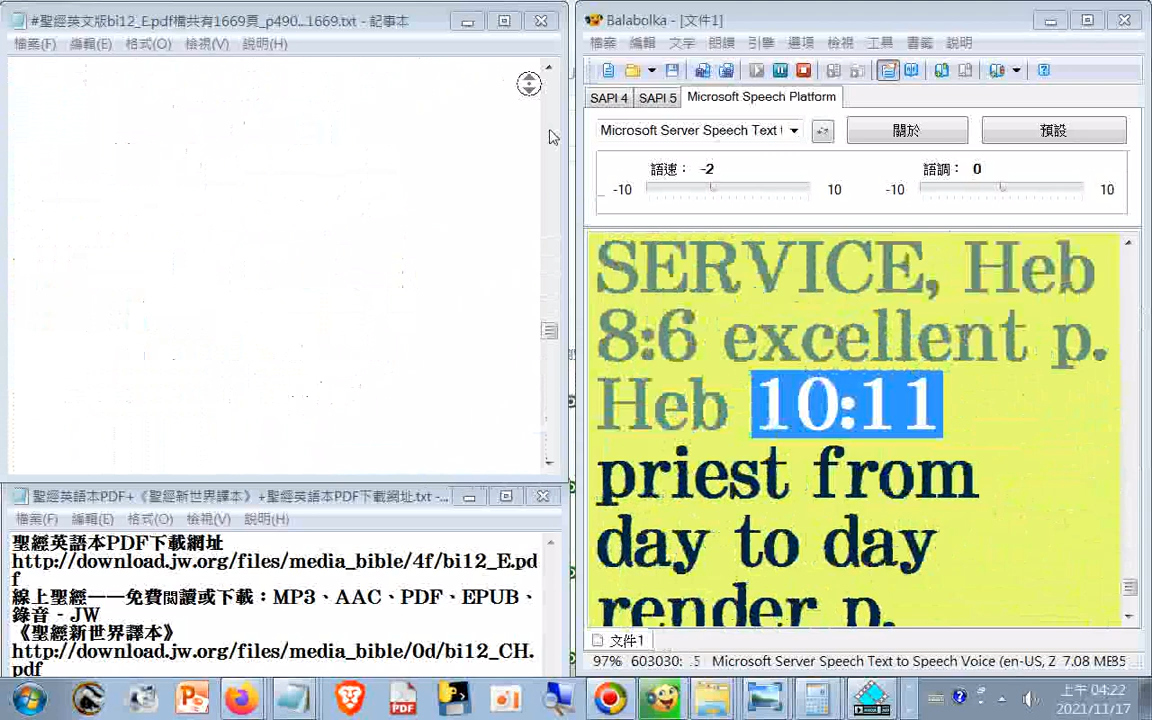 #聖經英文版bi12_E.pdf檔共有1669頁_p490...1669.txt - 記事本
檔案(F) 編輯(E) 格式(O) 檢視(V) 說明(H)
聖經英語本PDF+《聖經新世界譯本》+聖經英語本PDF下載網址.txt -...
檔案(F) 編輯(E) 格式(O) 檢視(V) 說明(H)
聖經英語本PDF下載網址
http://download.jw.org/files/media_bible/4f/bi12_E.pd
f
線上聖經——免費閱讀或下載：MP3、AAC、PDF、EPUB、
錄音 - JW
《聖經新世界譯本》
http://download.jw.org/files/media_bible/0d/bi12_CH.
pdf
Balabolka - [文件1]
檔案 編輯 文字 朗讀 引擎 選項 檢視 工具 書籤 說明
SAPI 4 SAPI 5 Microsoft Speech Platform
Microsoft Server Speech Text 關於 預設
語速： -2 語調： 0
-10 10 -10 10
SERVICE, Heb
8:6 excellent p.
Heb 10:11
priest from
day to day
render p.
文件1
97% 603030: .5 Microsoft Server Speech Text to Speech Voice (en-US, Z 7.08 MB
上午 04:22
2021/11/17